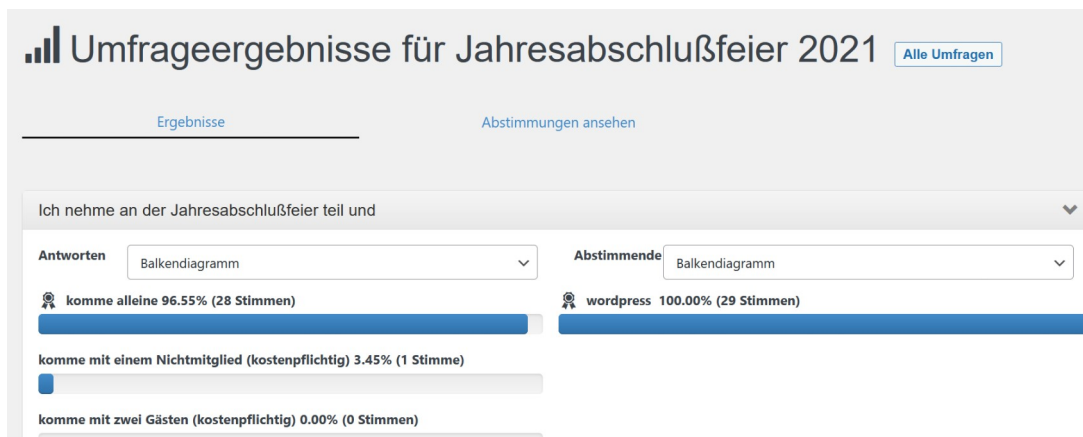 Umfrageergebnisse für Jahresabschlußfeier 2021 Alle Umfragen
Ergebnisse
Abstimmungen ansehen
Ich nehme an der Jahresabschlußfeier teil und
Antworten
Balkendiagramm
komme alleine 96.55% (28 Stimmen)
komme mit einem Nichtmitglied (kostenpflichtig) 3.45% (1 Stimme)
komme mit zwei Gästen (kostenpflichtig) 0.00% (0 Stimmen)
Abstimmende
Balkendiagramm
wordpress 100.00% (29 Stimmen)